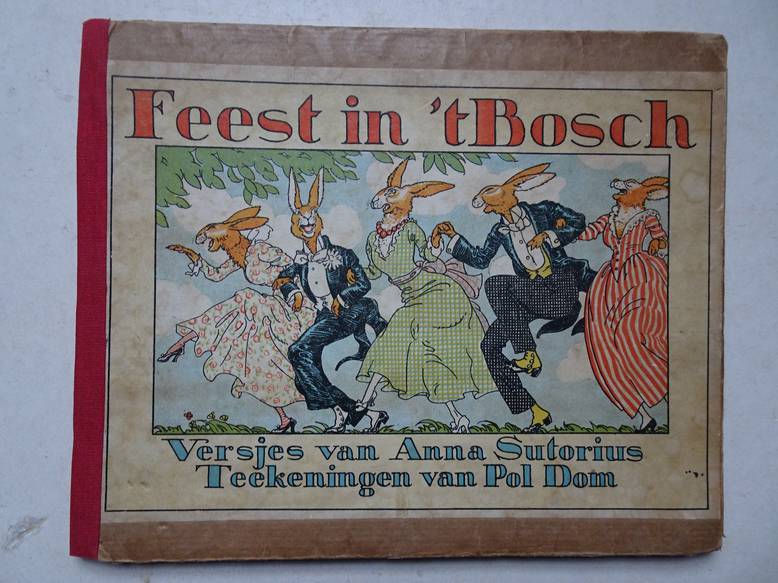 Feest in 't Bosch
Versjes van Anna Sutorius
Teekeningen van Pol Dom